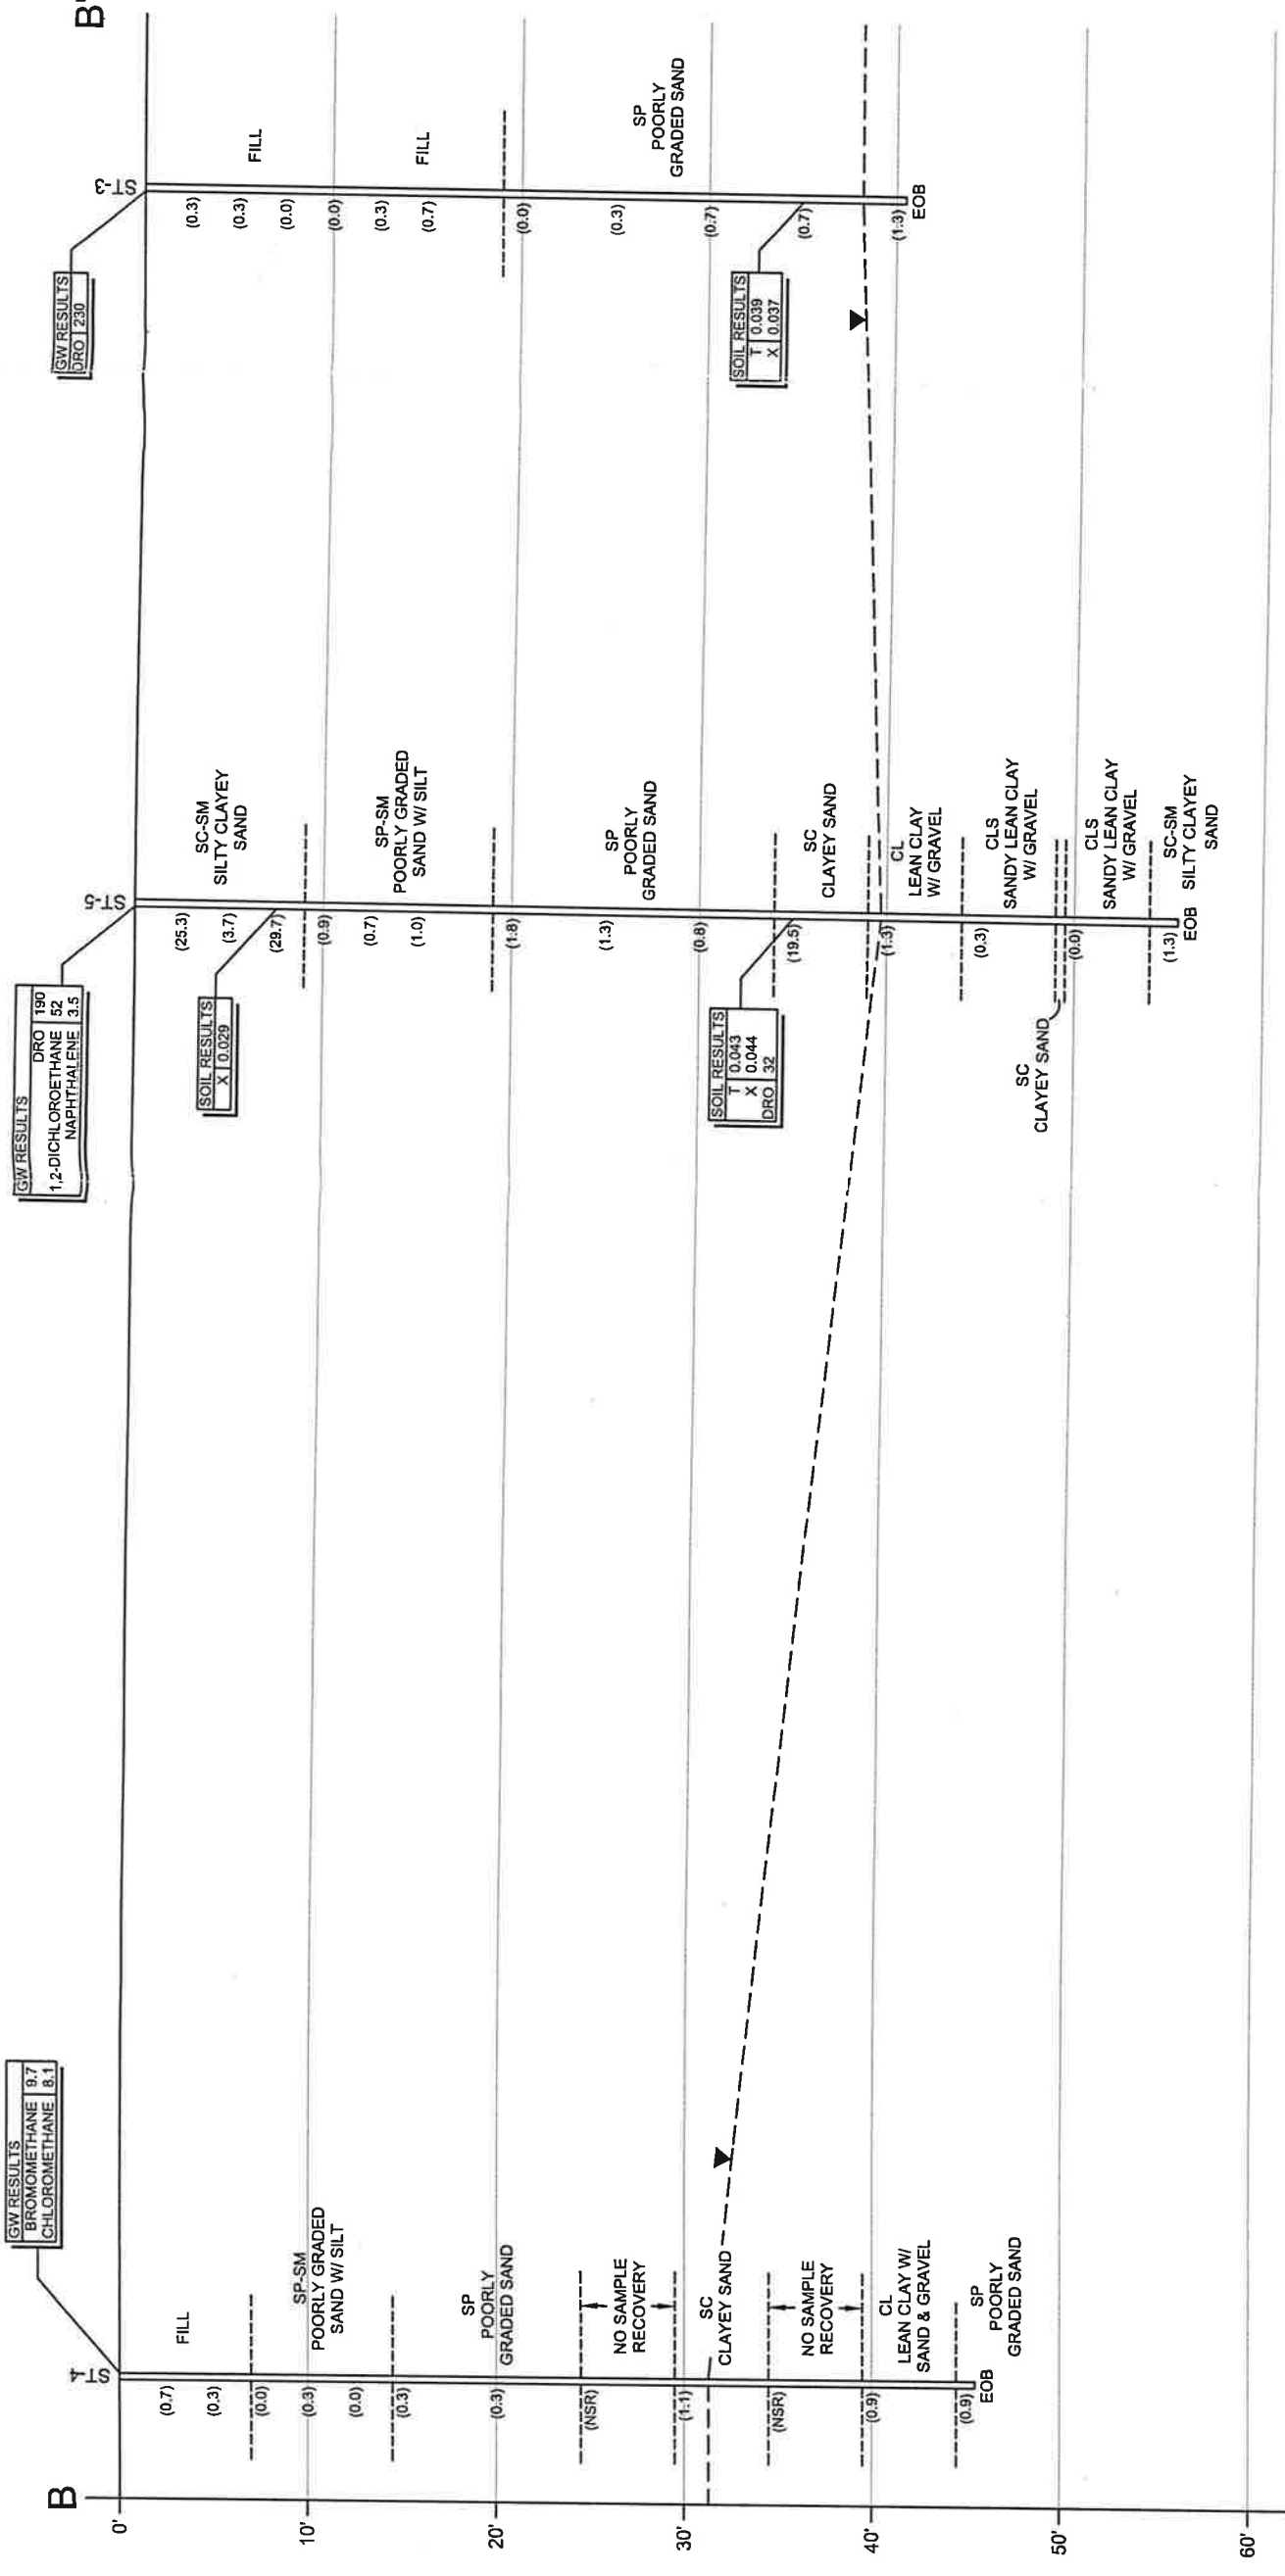 B
B'
0'
10'
20'
30'
40'
50'
60'
ST-4
GW RESULTS
BROMOMETHANE 9.7
CHLOROMETHANE 8.1
(0.7)
(0.3)
(0.0)
(0.3)
(0.0)
(0.3)
(0.3)
(NSR)
(1.1)
(NSR)
(0.9)
(0.9)
EOB
FILL
SP-SM
POORLY GRADED
SAND W/ SILT
SP
POORLY
GRADED SAND
NO SAMPLE
RECOVERY
SC
CLAYEY SAND
NO SAMPLE
RECOVERY
CL
LEAN CLAY W/
SAND & GRAVEL
SP
POORLY
GRADED SAND
ST-5
GW RESULTS
DRO 190
1,2-DICHLOROETHANE 52
NAPHTHALENE 3.5
SOIL RESULTS
X 0.029
SOIL RESULTS
T 0.043
X 0.044
DRO 32
(25.3)
(3.7)
(29.7)
(0.9)
(0.7)
(1.0)
(1.8)
(1.3)
(0.8)
(19.5)
(1.3)
(0.3)
(0.0)
(1.3)
EOB
SC-SM
SILTY CLAYEY
SAND
SP-SM
POORLY GRADED
SAND W/ SILT
SP
POORLY
GRADED SAND
SC
CLAYEY SAND
CL
LEAN CLAY
W/ GRAVEL
CLS
SANDY LEAN CLAY
W/ GRAVEL
SC
CLAYEY SAND
CLS
SANDY LEAN CLAY
W/ GRAVEL
SC-SM
SILTY CLAYEY
SAND
ST-3
GW RESULTS
DRO 230
SOIL RESULTS
T 0.039
X 0.037
(0.3)
(0.3)
(0.0)
(0.0)
(0.3)
(0.7)
(0.0)
(0.3)
(0.7)
(0.7)
(1.3)
EOB
FILL
FILL
SP
POORLY
GRADED SAND